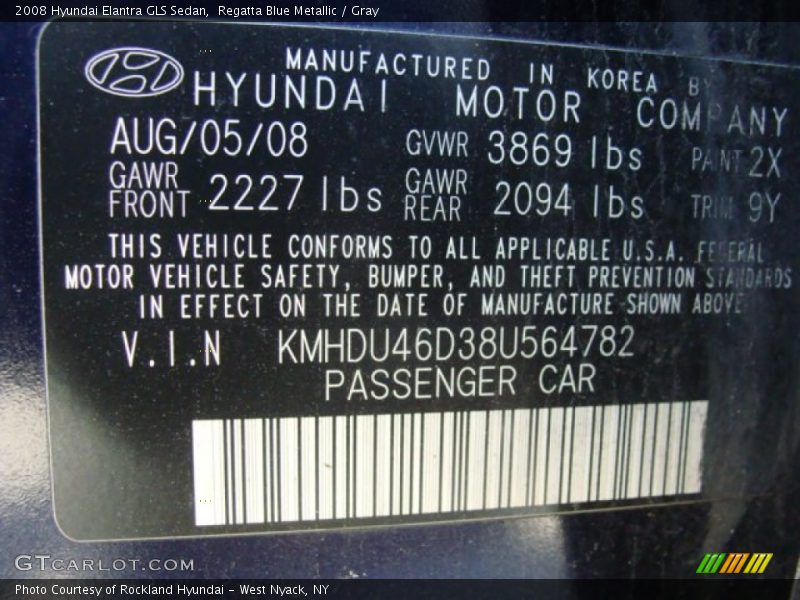 2008 Hyundai Elantra GLS Sedan,  Regatta Blue Metallic / Gray
MANUFACTURED IN KOREA BY
HYUNDAI MOTOR COMPANY
AUG/05/08 GVWR 3869 lbs PAINT 2X
GAWR FRONT 2227 lbs GAWR REAR 2094 lbs TRIM 9Y
THIS VEHICLE CONFORMS TO ALL APPLICABLE U.S.A. FEDERAL
MOTOR VEHICLE SAFETY, BUMPER, AND THEFT PREVENTION STANDARDS
IN EFFECT ON THE DATE OF MANUFACTURE SHOWN ABOVE
V.I.N KMHDU46D38U564782
PASSENGER CAR
GTCARLOT.COM
Photo Courtesy of Rockland Hyundai - West Nyack, NY